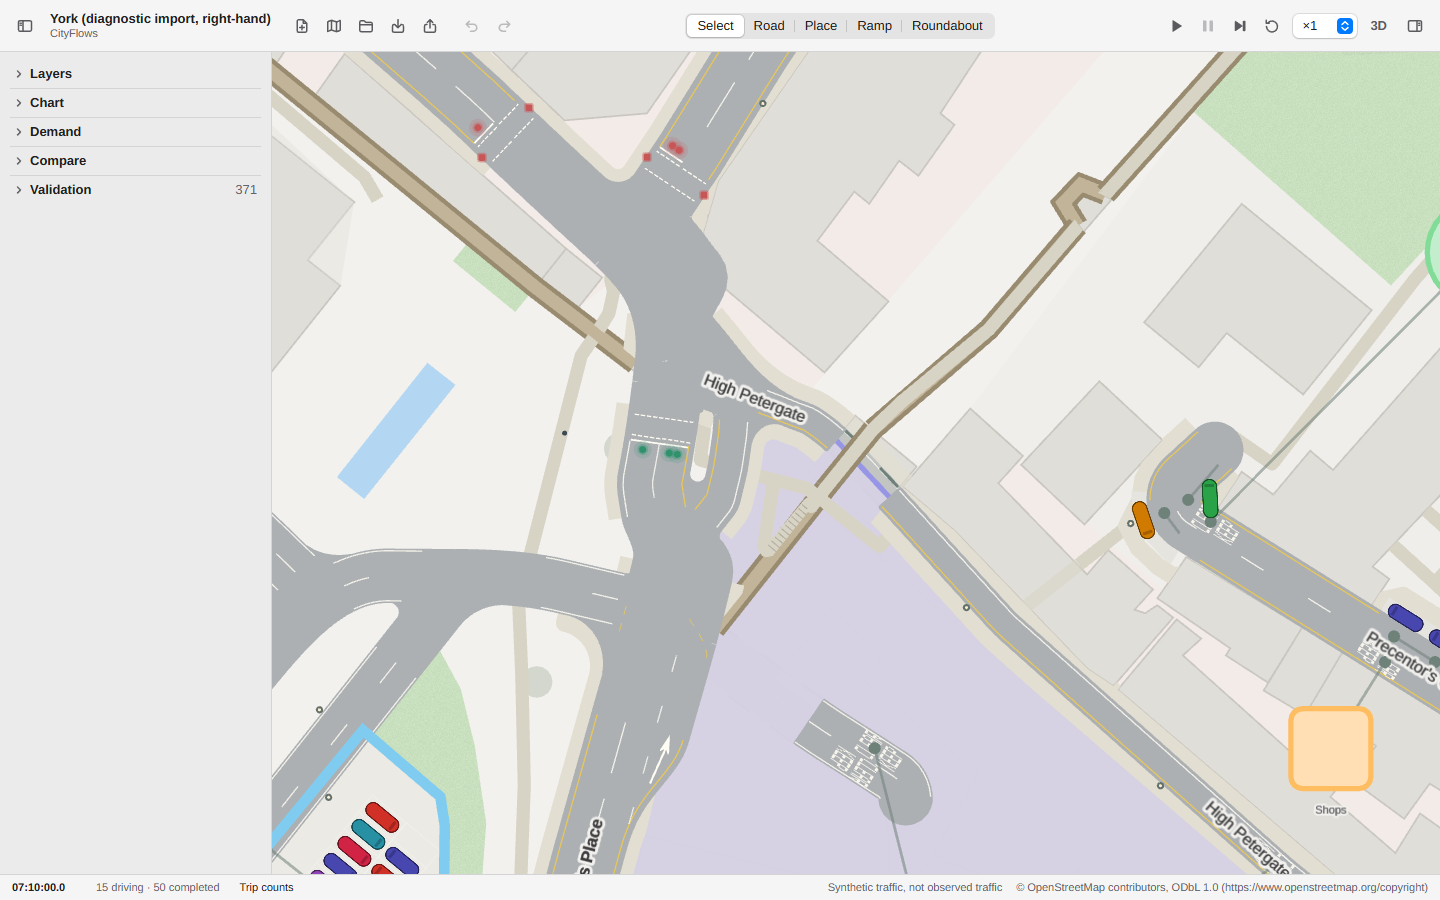 York (diagnostic import, right-hand)
CityFlows
Select
Road
Place
Ramp
Roundabout
×1
3D
Layers
Chart
Demand
Compare
Validation
371
High Petergate
Precentor's
Shops
High Petergate
s Place
07:10:00.0
15 driving · 50 completed
Trip counts
Synthetic traffic, not observed traffic
© OpenStreetMap contributors, ODbL 1.0 (https://www.openstreetmap.org/copyright)